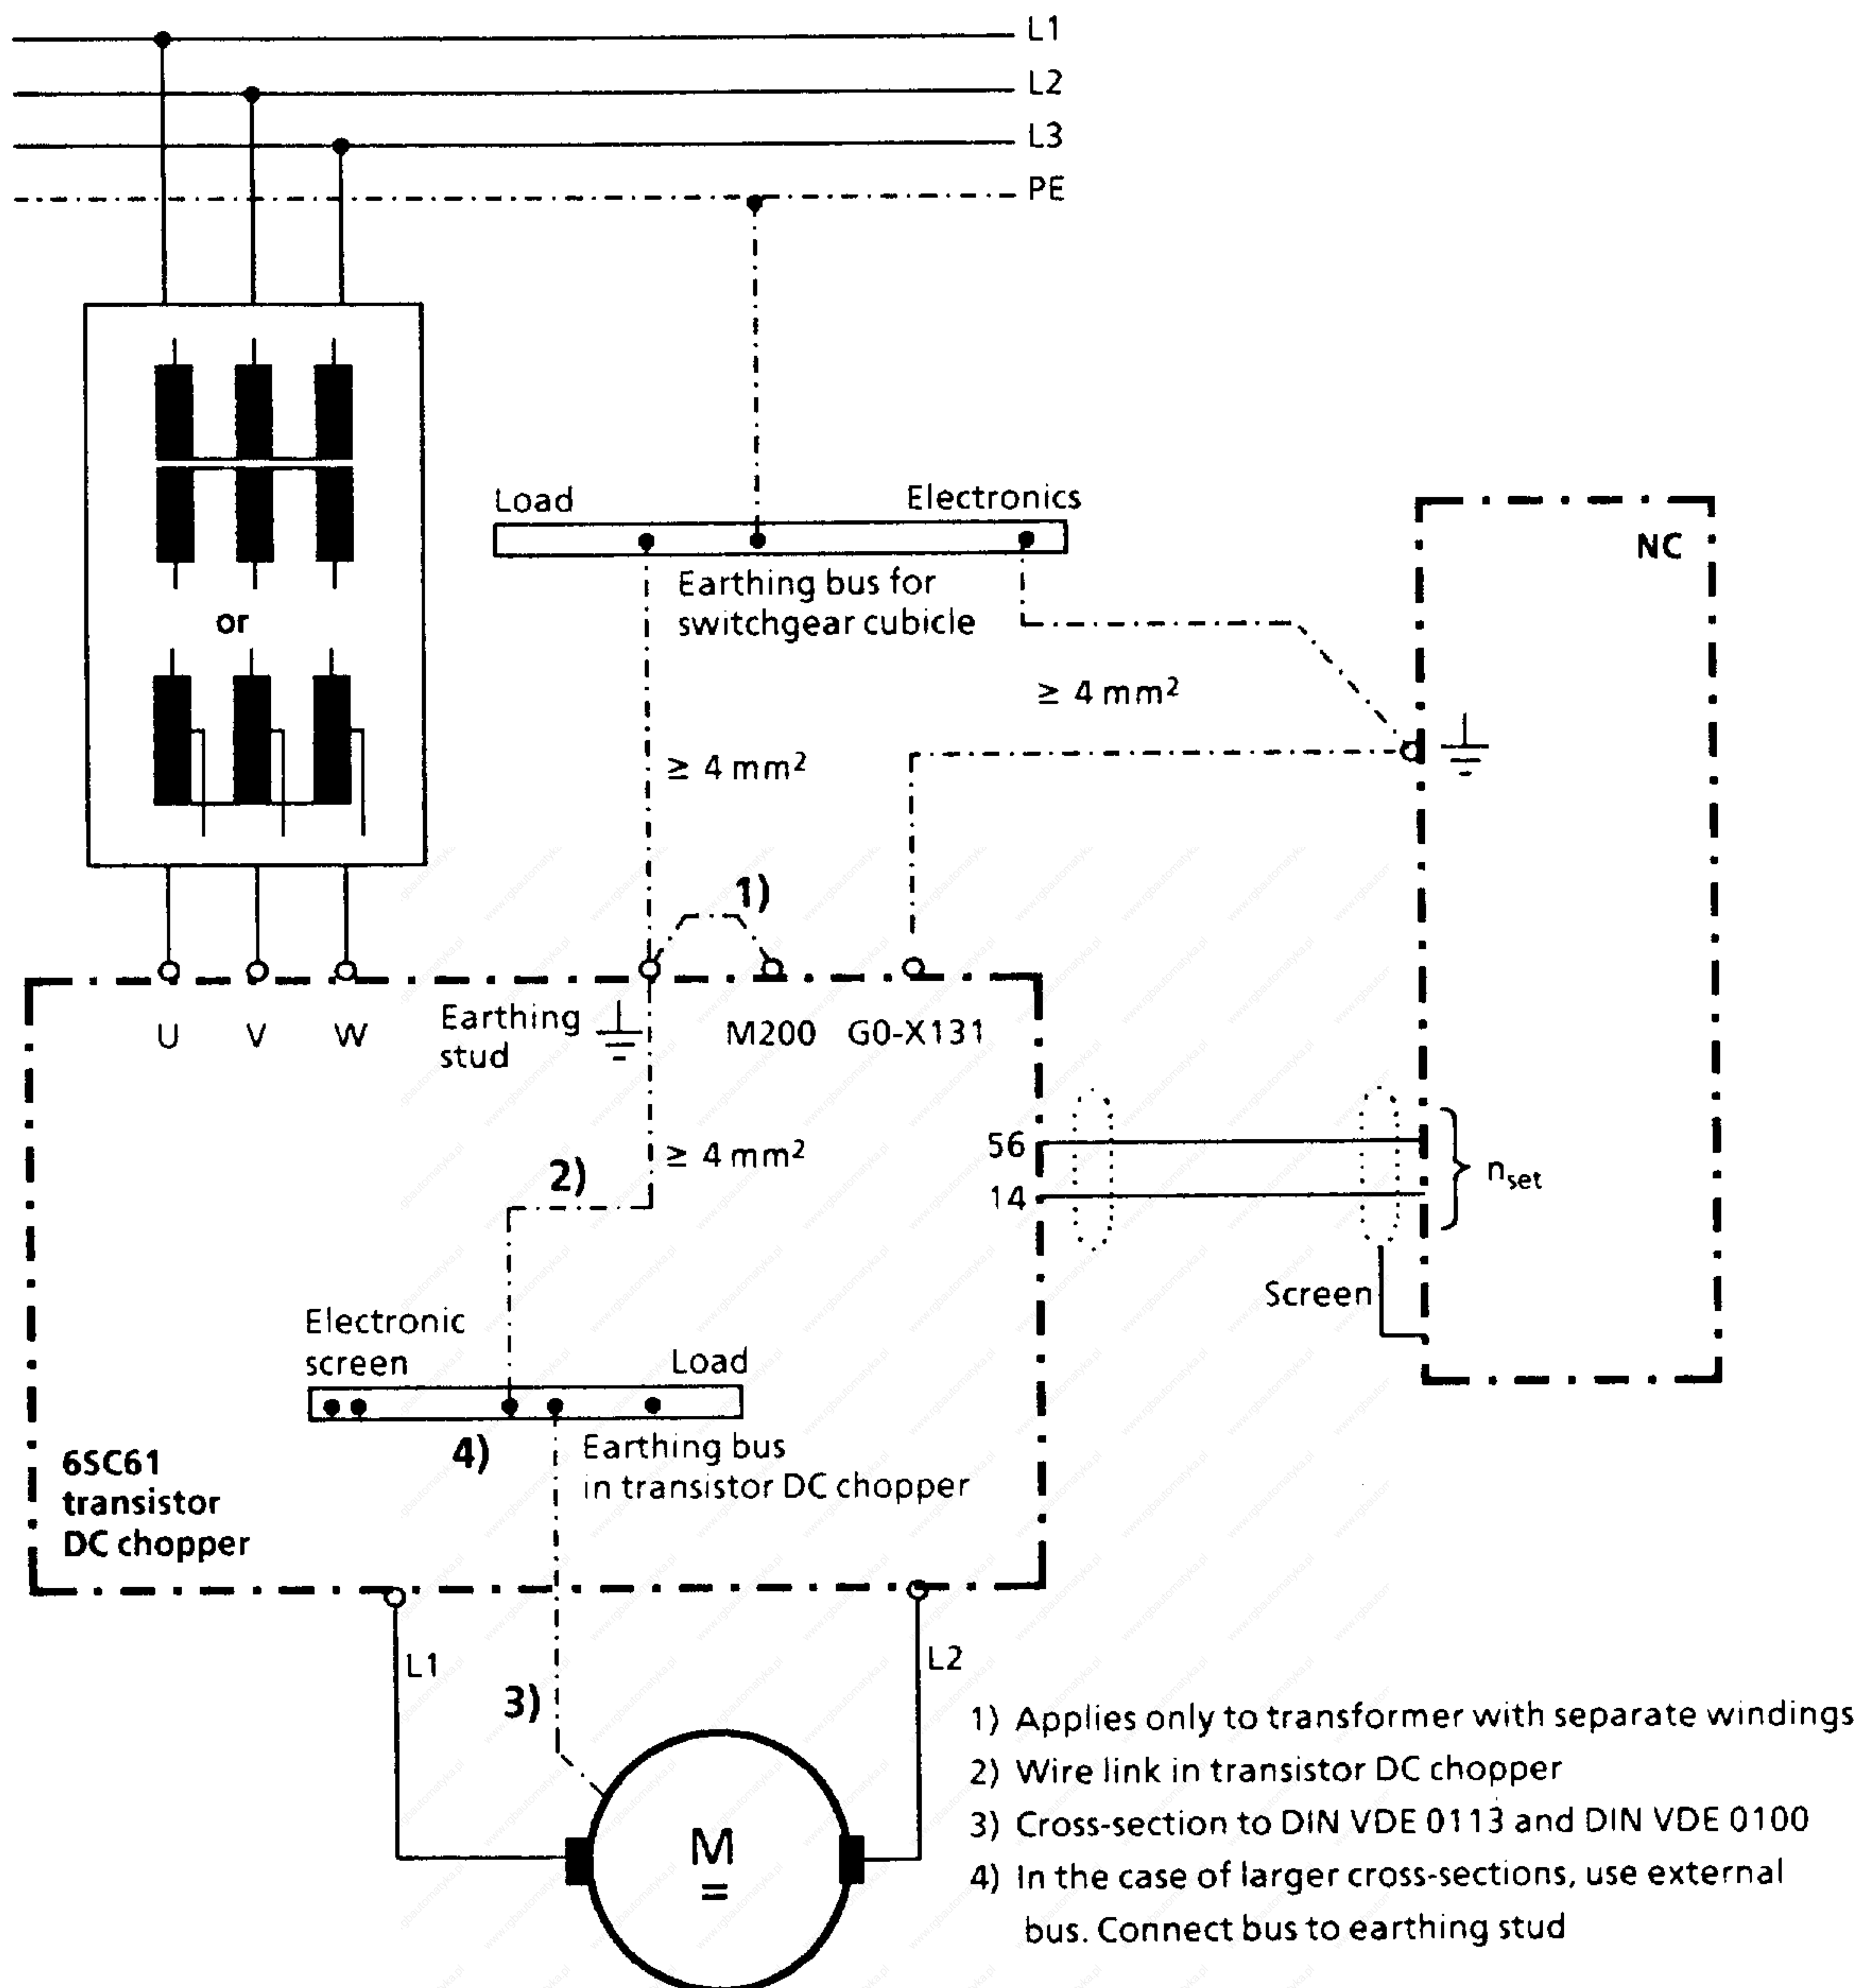 L1
L2
L3
PE
Load
Electronics
NC
Earthing bus for
switchgear cubicle
or
≥ 4 mm²
≥ 4 mm²
1)
U
V
W
Earthing
stud
M200
G0-X131
≥ 4 mm²
2)
56
14
nset
Screen
Electronic
screen
Load
4)
Earthing bus
in transistor DC chopper
6SC61
transistor
DC chopper
L1
L2
3)
M
=
1) Applies only to transformer with separate windings
2) Wire link in transistor DC chopper
3) Cross-section to DIN VDE 0113 and DIN VDE 0100
4) In the case of larger cross-sections, use external
bus. Connect bus to earthing stud
www.rgbautomatyka.pl